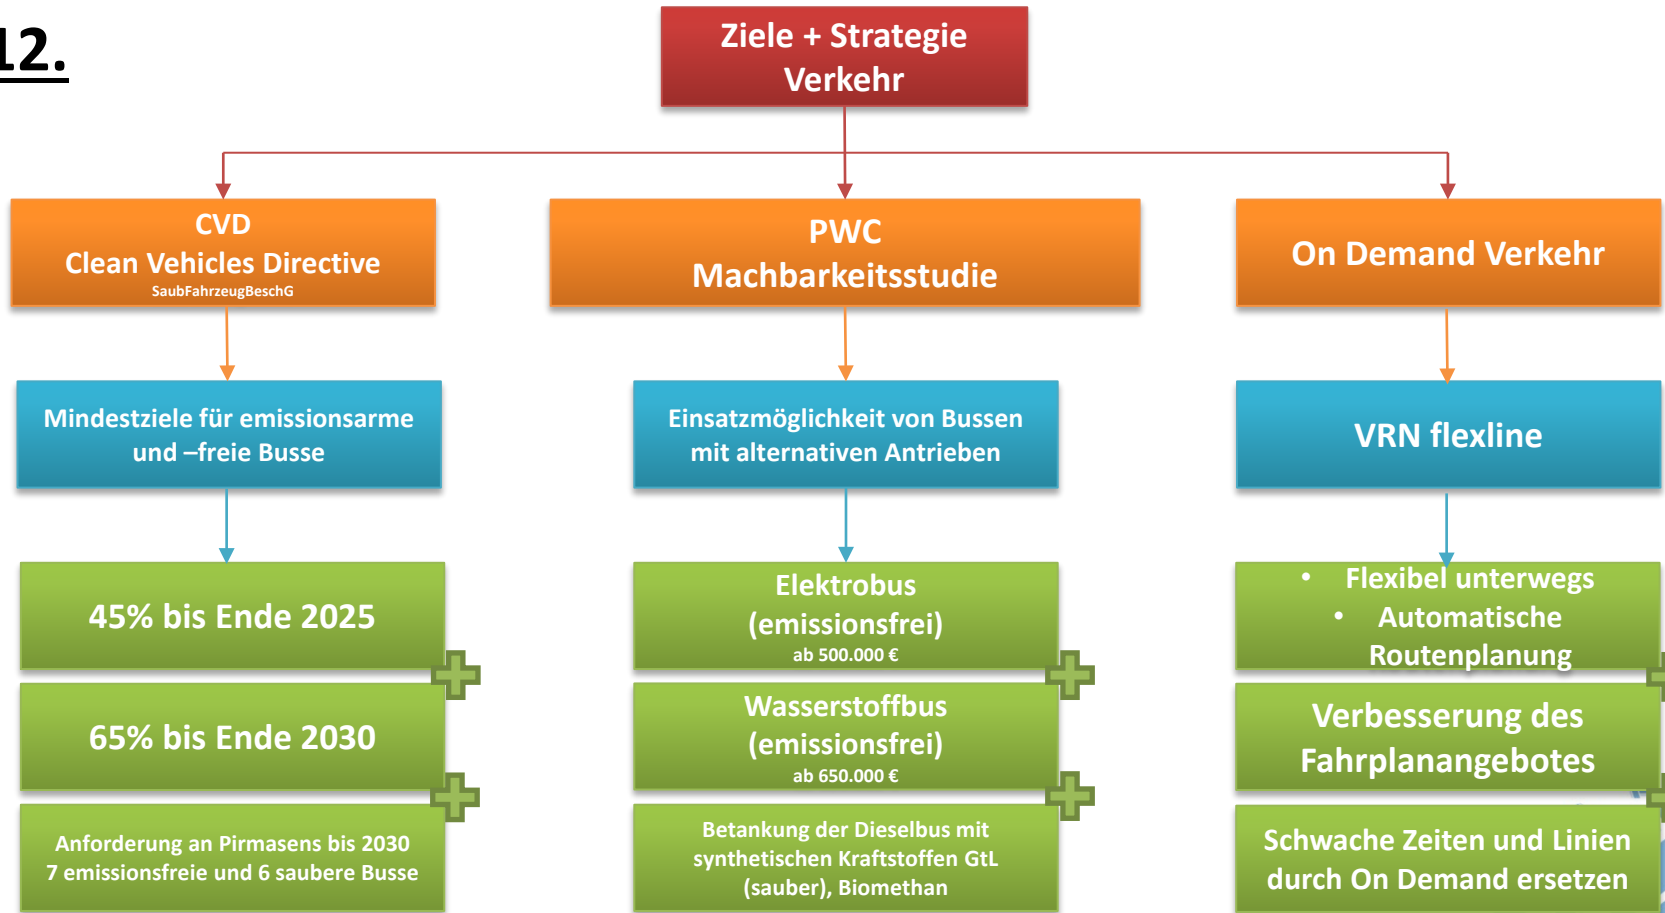 12.
Ziele + Strategie
Verkehr
CVD
Clean Vehicles Directive
SaubFahrzeugBeschG
Mindestziele für emissionsarme
und –freie Busse
45% bis Ende 2025
65% bis Ende 2030
Anforderung an Pirmasens bis 2030
7 emissionsfreie und 6 saubere Busse
PWC
Machbarkeitsstudie
Einsatzmöglichkeit von Bussen
mit alternativen Antrieben
Elektrobus
(emissionsfrei)
ab 500.000 €
Wasserstoffbus
(emissionsfrei)
ab 650.000 €
Betankung der Dieselbus mit
synthetischen Kraftstoffen GtL
(sauber), Biomethan
On Demand Verkehr
VRN flexline
• Flexibel unterwegs
• Automatische
Routenplanung
Verbesserung des
Fahrplanangebotes
Schwache Zeiten und Linien
durch On Demand ersetzen